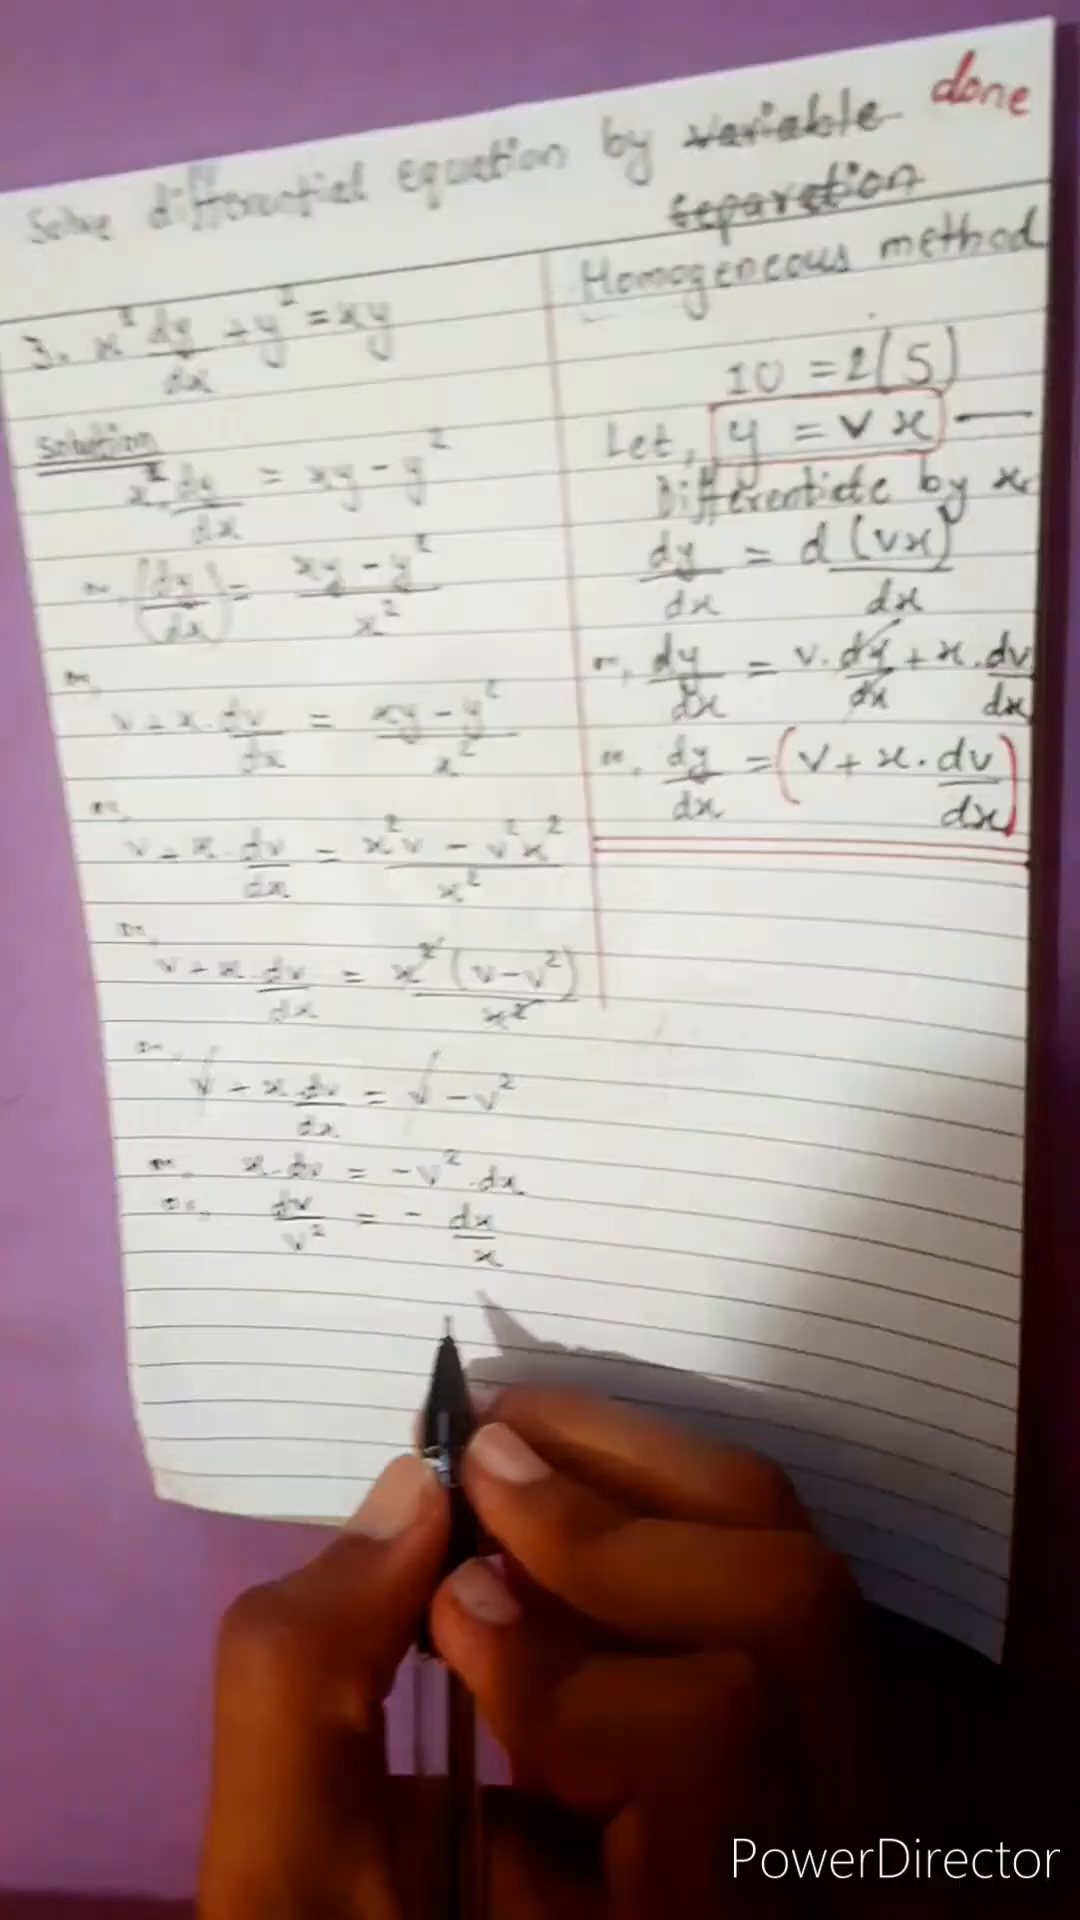 Solve differential equation by variable done
separation
Homogeneous method
3. x² dy/dx + y² = xy
Solution
x² dy/dx = xy - y²
or, (dy/dx) = xy - y² / x²
or,
v + x . dv/dx = xy - y² / x²
or,
v + x . dv/dx = x²v - v²x² / x²
or,
v + x . dv/dx = x² (v - v²) / x²
or,
v + x . dv/dx = v - v²
or, x . dv = -v² . dx
or, dv/v² = - dx/x
10 = 2(5)
Let, y = vx —
Differentiate by x
dy/dx = d (vx)/dx
or, dy/dx = v . dx/dx + x . dv/dx
or, dy/dx = (v + x . dv/dx)
PowerDirector